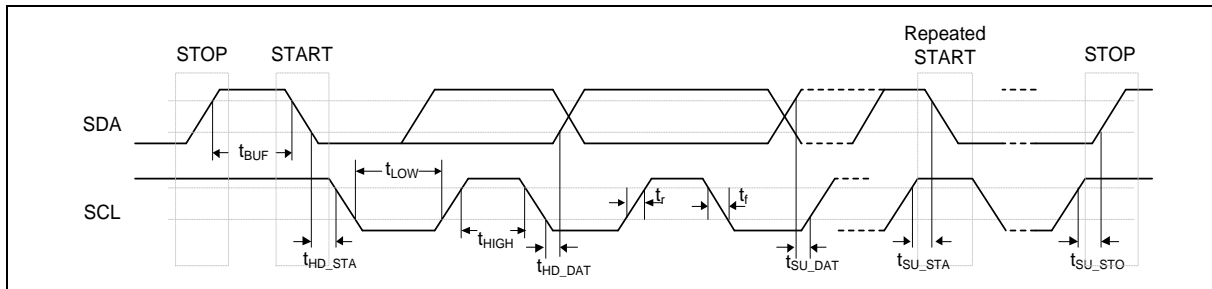 STOP
START
Repeated
START
STOP
SDA
tBUF
tLOW
SCL
tr
tf
tHIGH
tHD_STA
tHD_DAT
tSU_DAT
tSU_STA
tSU_STO